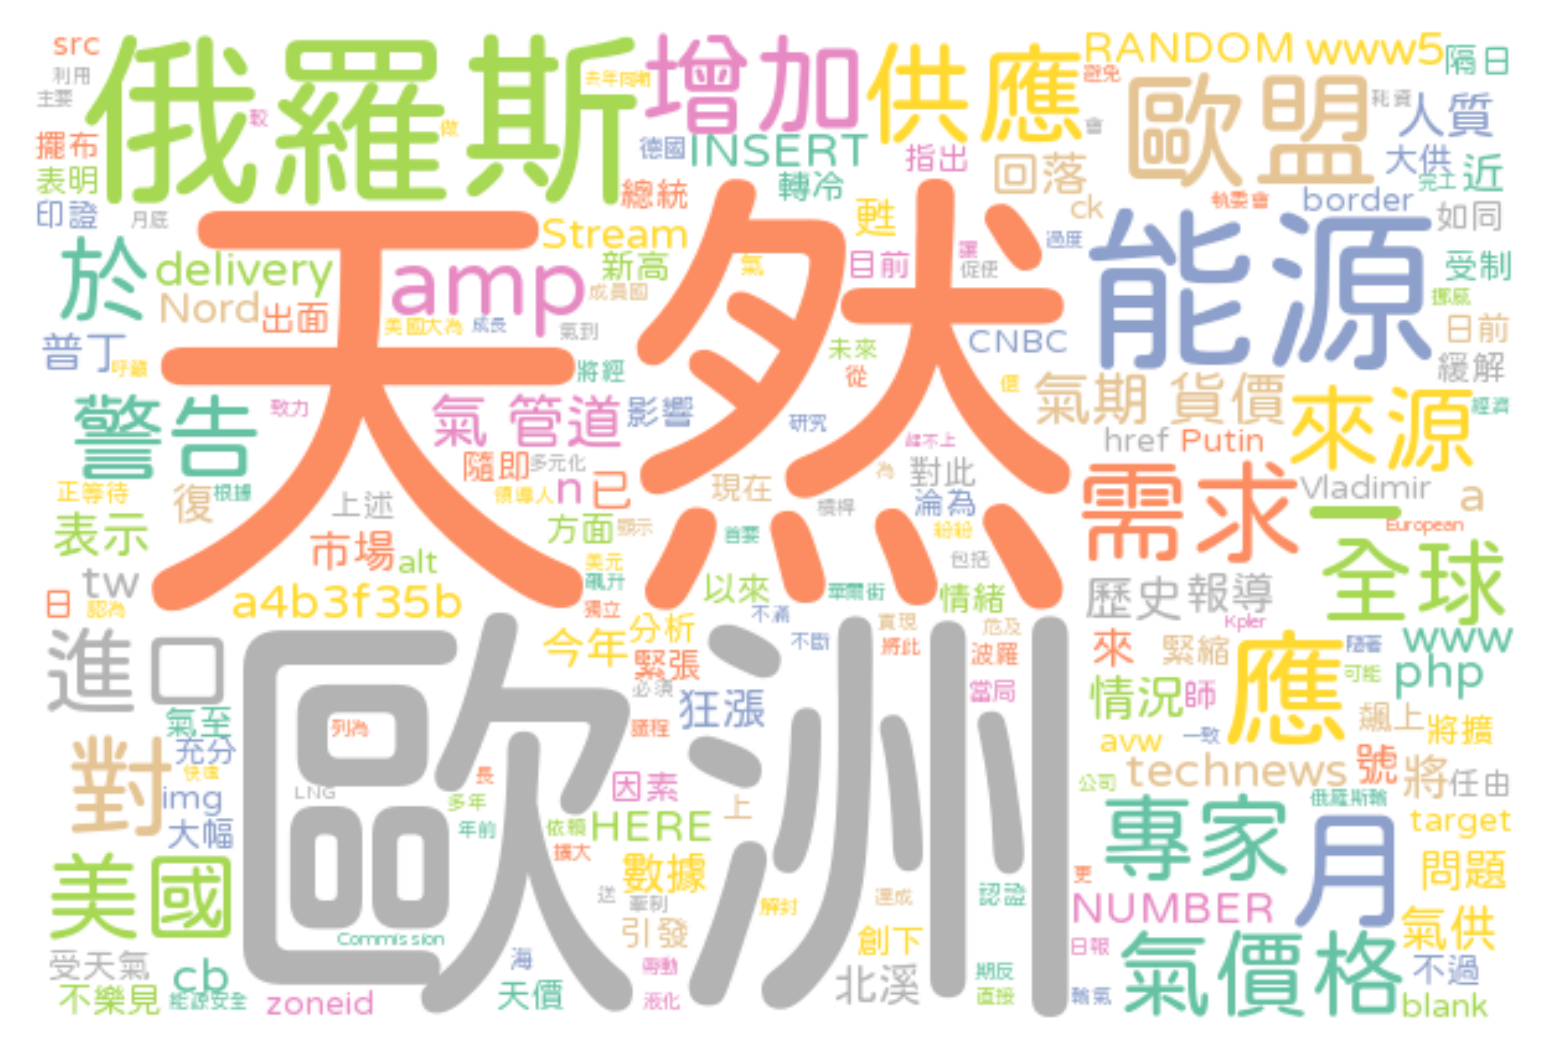 src
利用
主要
俄羅斯
較
做
去年同期
增加
供應
RANDOM
www5
隔日
避免
擺布
表明
印證
月底
德國
INSERT
指出
會
歐盟
耗資
人質
大供
完工
近
總統
轉冷
回落
ck
執委會
border
如同
於
delivery
Nord
出面
天然
Stream
amp
新高
成員國
美國大為
成長
氣到
甦
氣
目前
讓
促使
過度
能源
受制
挪威
日前
緩解
普丁
呼籲
將經
未來
從
CNBC
僅
警告
致力
氣
管道
影響
研究
誰不上
氣期
貨價
來源
經濟
href
Putin
隨即
多元化
正等待
復
根據
領導人
n
已
現在
為
對此
需求
Vladimir
a
表示
上述
方面
顯示
首要
槓桿
淪為
紛紛
一
European
市場
alt
美元
飆升
包括
全球
tw
日
認為
a4b3f35b
獨立
以來
華爾街
情緒
歷史
報導
進口
歐洲
今年
分析
緊張
不滿
不斷
實現
將此
危及
波羅
Kpler
來
緊縮
應
隨著
www
可能
php
必須
狂漲
當局
情況
師
飆上
將擴
氣至
充分
快速
列為
進程
avw
一致
對
img
大幅
LNG
長
多年
年前
因素
上
technews
號
將
任由
公司
俄羅斯輸
依賴
HERE
擴大
專家
月
target
美國
數據
送
牽制
解封
達成
認證
更
NUMBER
問題
Commission
引發
創下
日報
氣價格
氣供
受天氣
cb
不樂見
能源安全
zoneid
海
天價
帶動
液化
北溪
期反
直接
輸氣
不過
blank